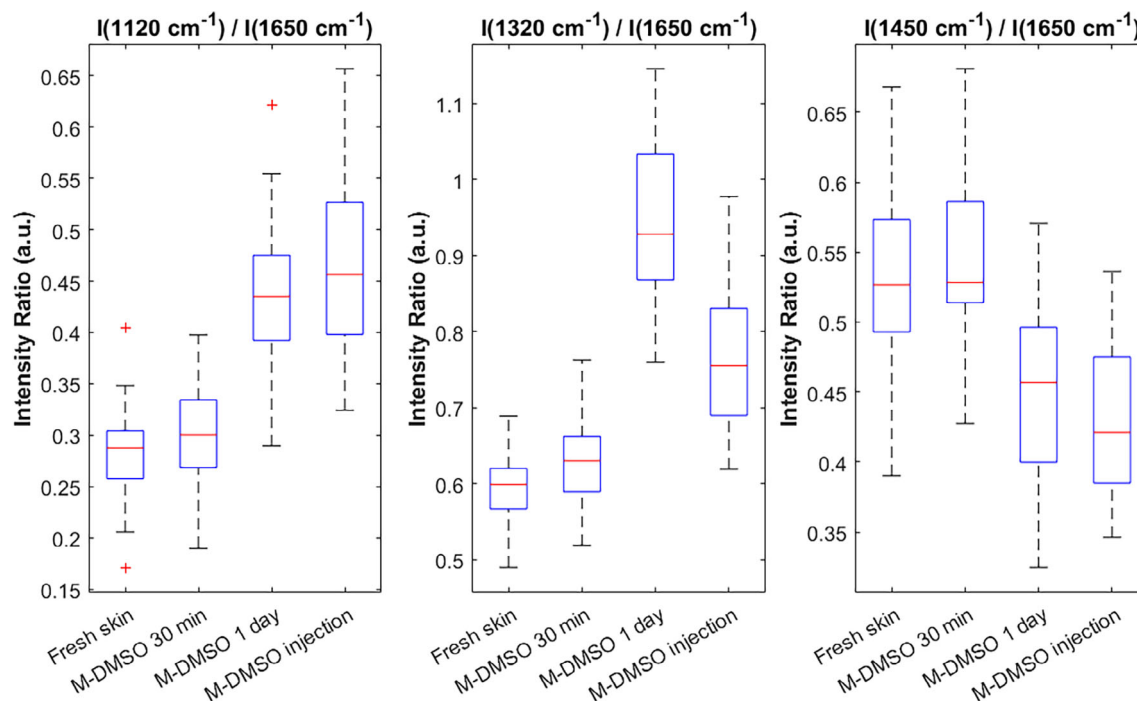 I(1120 cm⁻¹) / I(1650 cm⁻¹)
Intensity Ratio (a.u.)
0.65
0.6
0.55
0.5
0.45
0.4
0.35
0.3
0.25
0.2
0.15
Fresh skin
M-DMSO 30 min
M-DMSO 1 day
M-DMSO injection
I(1320 cm⁻¹) / I(1650 cm⁻¹)
Intensity Ratio (a.u.)
1.1
1
0.9
0.8
0.7
0.6
0.5
Fresh skin
M-DMSO 30 min
M-DMSO 1 day
M-DMSO injection
I(1450 cm⁻¹) / I(1650 cm⁻¹)
Intensity Ratio (a.u.)
0.65
0.6
0.55
0.5
0.45
0.4
0.35
Fresh skin
M-DMSO 30 min
M-DMSO 1 day
M-DMSO injection